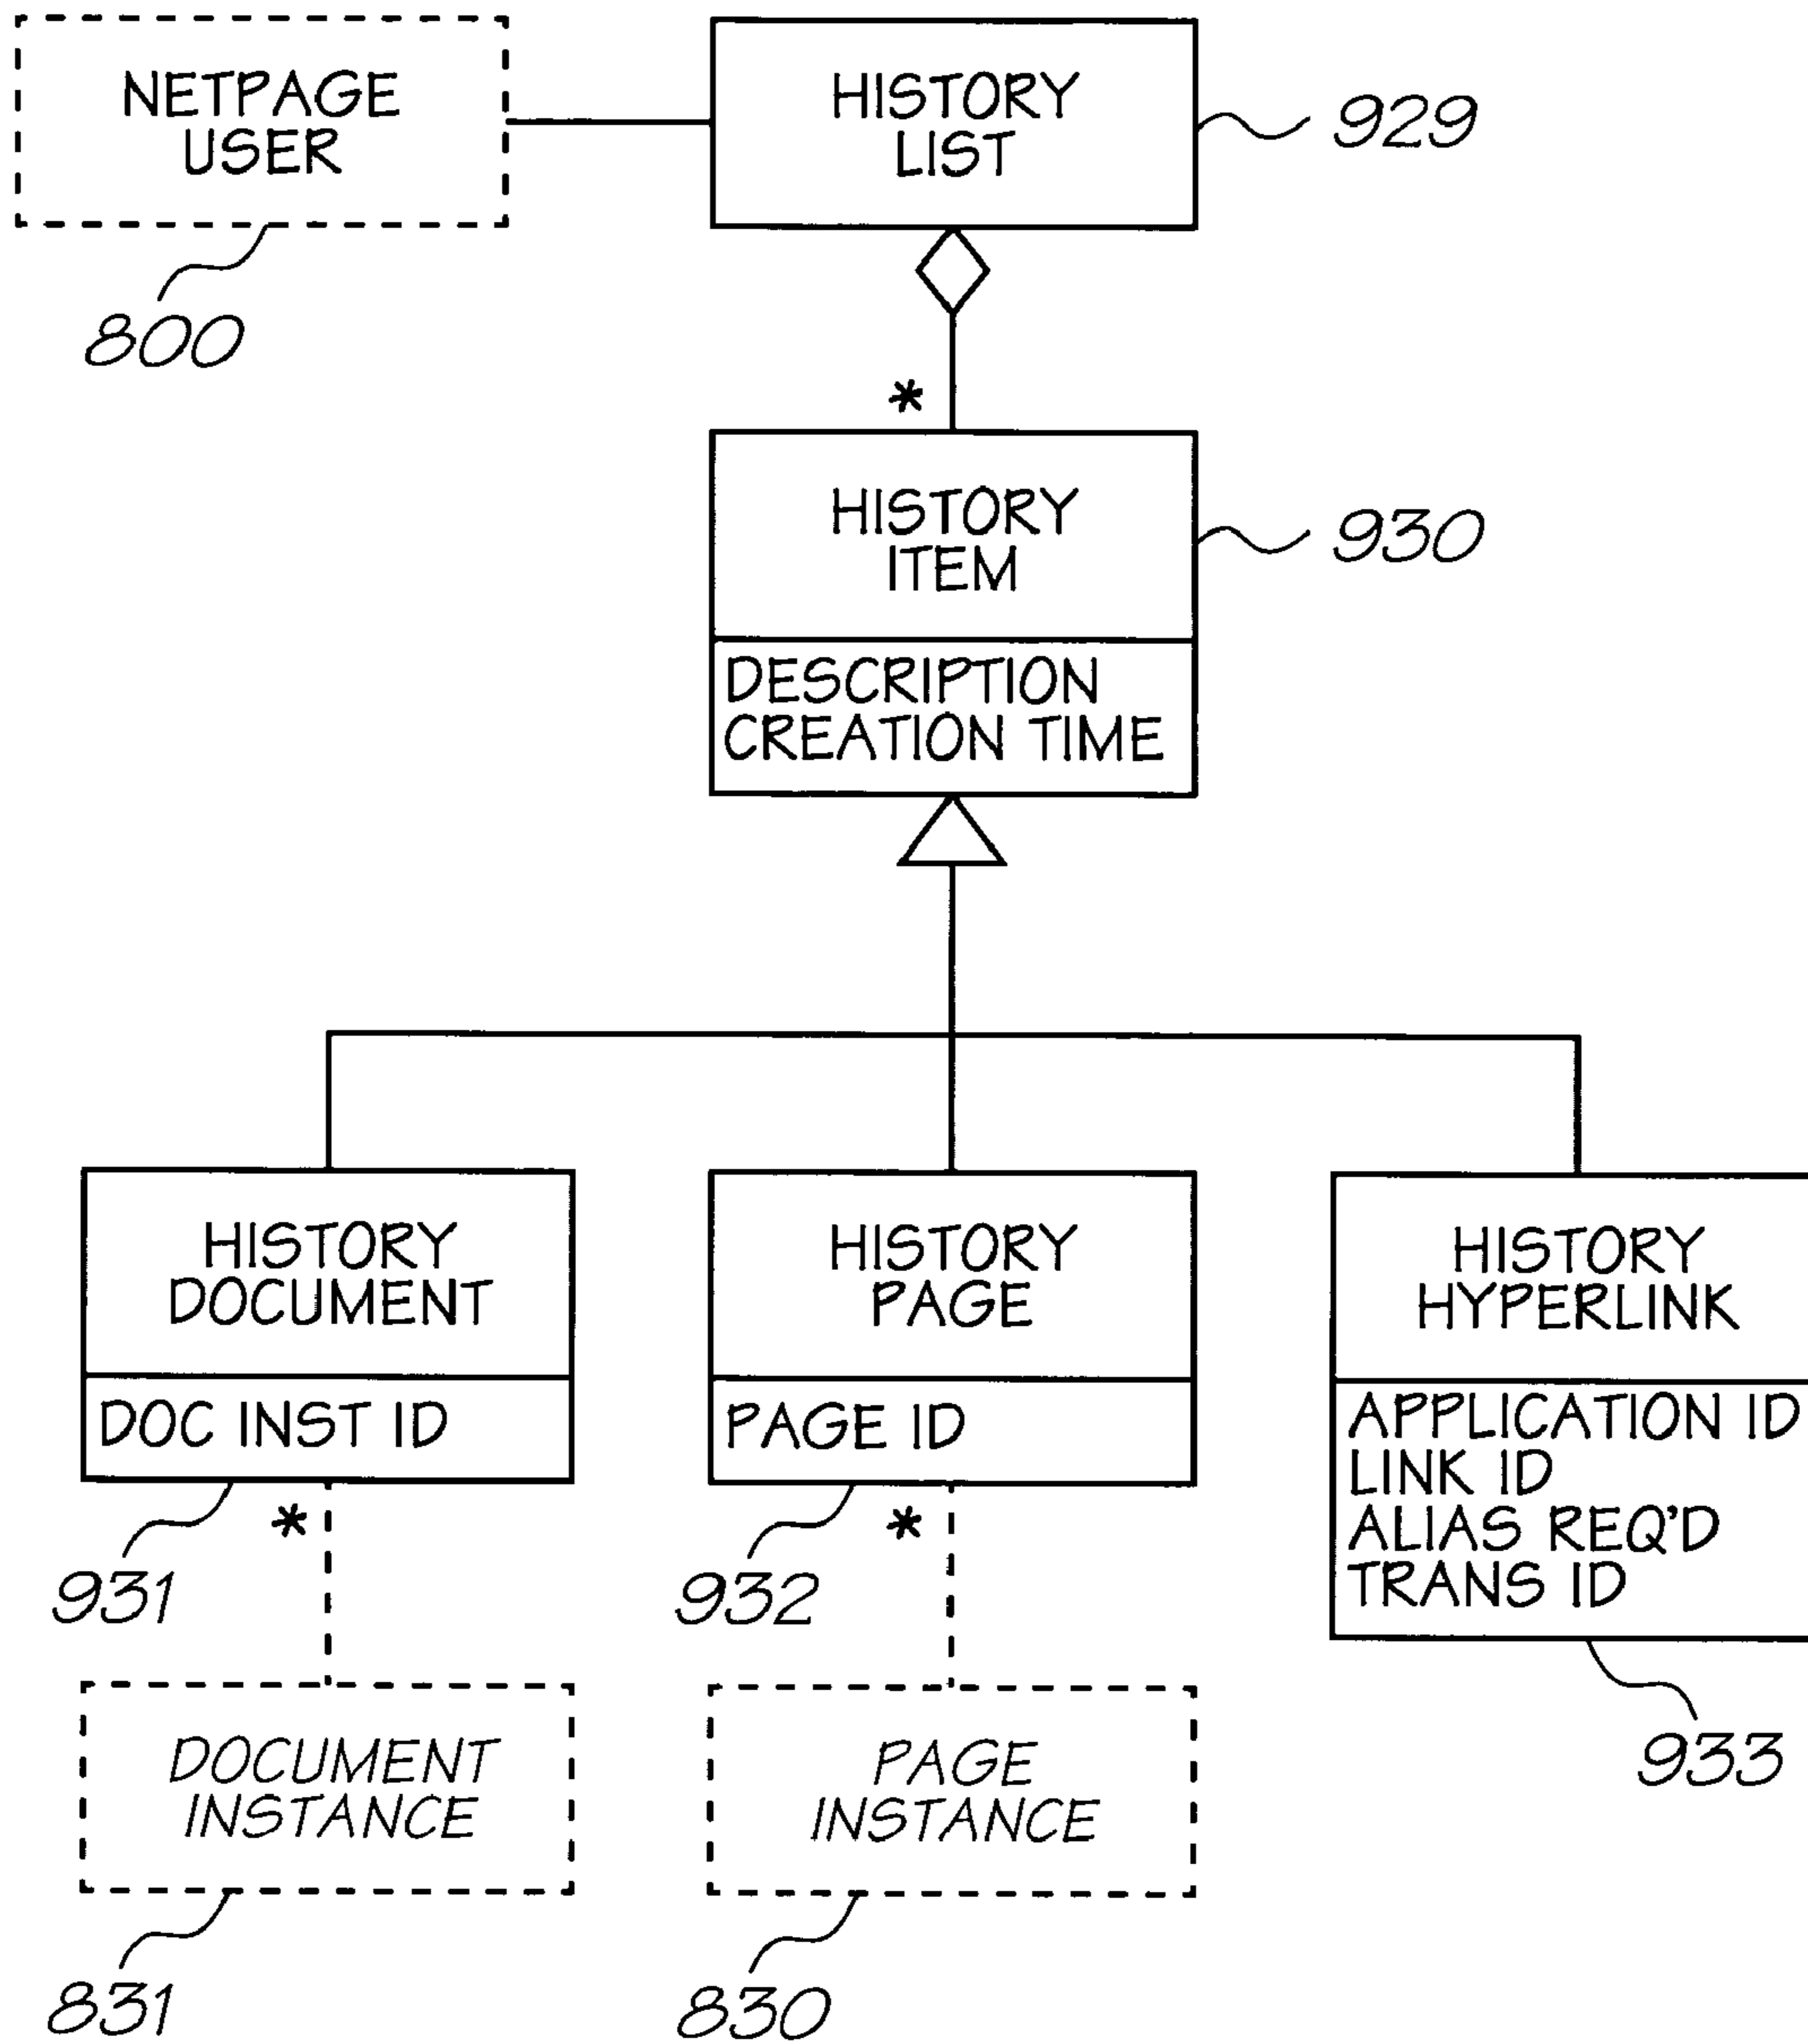 NETPAGE
USER
800
HISTORY
LIST
929
*
HISTORY
ITEM
930
DESCRIPTION
CREATION TIME
HISTORY
DOCUMENT
DOC INST ID
931
*
HISTORY
PAGE
PAGE ID
932
*
HISTORY
HYPERLINK
APPLICATION ID
LINK ID
ALIAS REQ'D
TRANS ID
933
DOCUMENT
INSTANCE
831
PAGE
INSTANCE
830